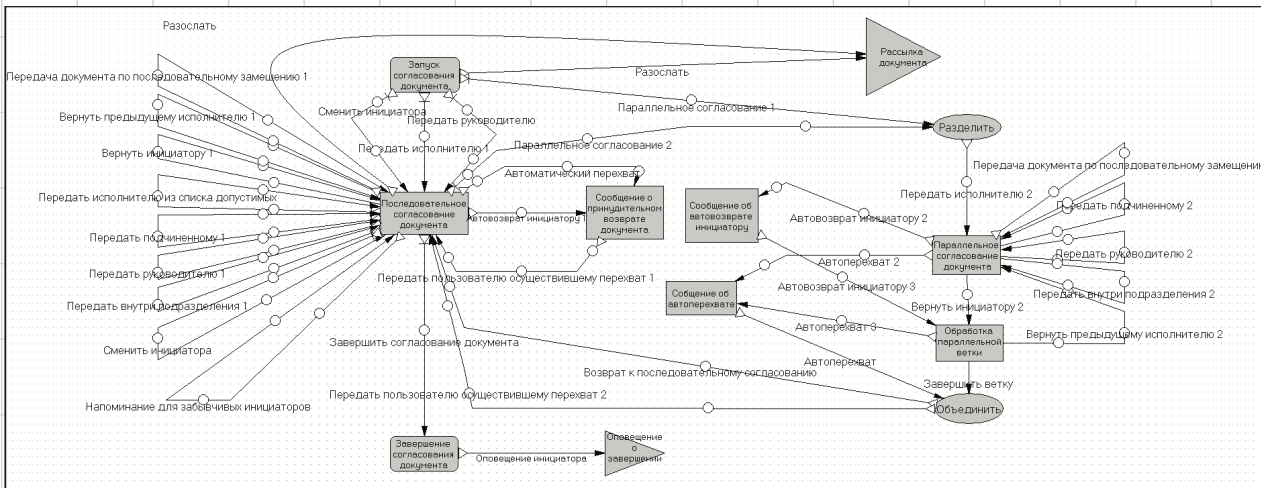 Разослать
Рассылка
документа
Запуск
согласования
документа
Разослать
Передача документа по последовательному замещению 1
Сменить инициатора
Параллельное согласование 1
Вернуть предыдущему исполнителю 1
Передать руководителю
Разделить
Вернуть инициатору 1
Передать исполнителю 1
Параллельное согласование 2
Передача документа по последовательному замещени
Автоматический перехват
Передать исполнителю из списка допустимых
Передать исполнителю 2
Последовательное
согласование
документа
Сообщение о
принудительном
возврате
документа
Сообщение об
автовозврате
инициатору
Передать подчиненному 2
Автовозврат инициатору 1
Автовозврат инициатору 2
Передать подчиненному 1
Параллельное
согласование
документа
Передать руководителю 2
Автоперехват 2
Передать руководителю 1
Передать пользователю осуществившему перехват 1
Автовозврат инициатору 3
Передать внутри подразделения 2
Собщение об
автоперехвате
Передать внутри подразделения 1
Вернуть инициатору 2
Автоперехват 3
Обработка
параллельной
ветки
Вернуть предыдущему исполнителю 2
Сменить инициатора
Завершить согласование документа
Автоперехват
Возврат к последовательному согласованию
Завершить ветку
Передать пользователю осуществившему перехват 2
Напоминание для забывчивых инициаторов
Объединить
Завершение
согласования
документа
Оповещение инициатора
Оповещение
о
завершении